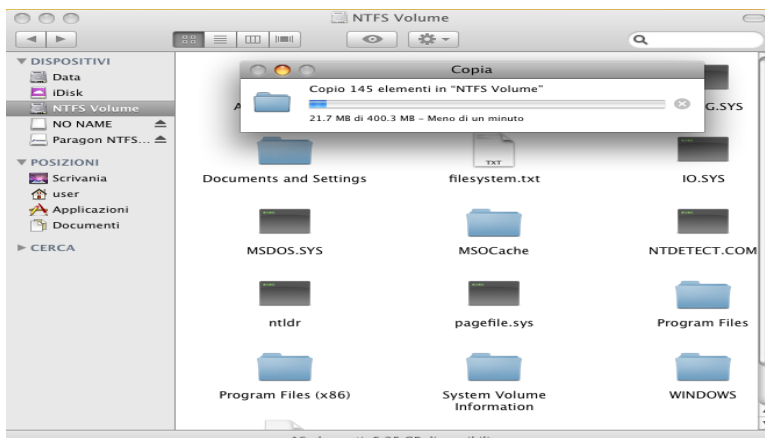 NTFS Volume
DISPOSITIVI
Data
iDisk
NTFS Volume
NO NAME
Paragon NTFS...
POSIZIONI
Scrivania
user
Applicazioni
Documenti
CERCA
Copia
Copio 145 elementi in "NTFS Volume"
21.7 MB di 400.3 MB – Meno di un minuto
A
G.SYS
Documents and Settings
TXT
filesystem.txt
IO.SYS
MSDOS.SYS
MSOCache
NTDETECT.COM
ntldr
pagefile.sys
Program Files
Program Files (x86)
System Volume
Information
WINDOWS